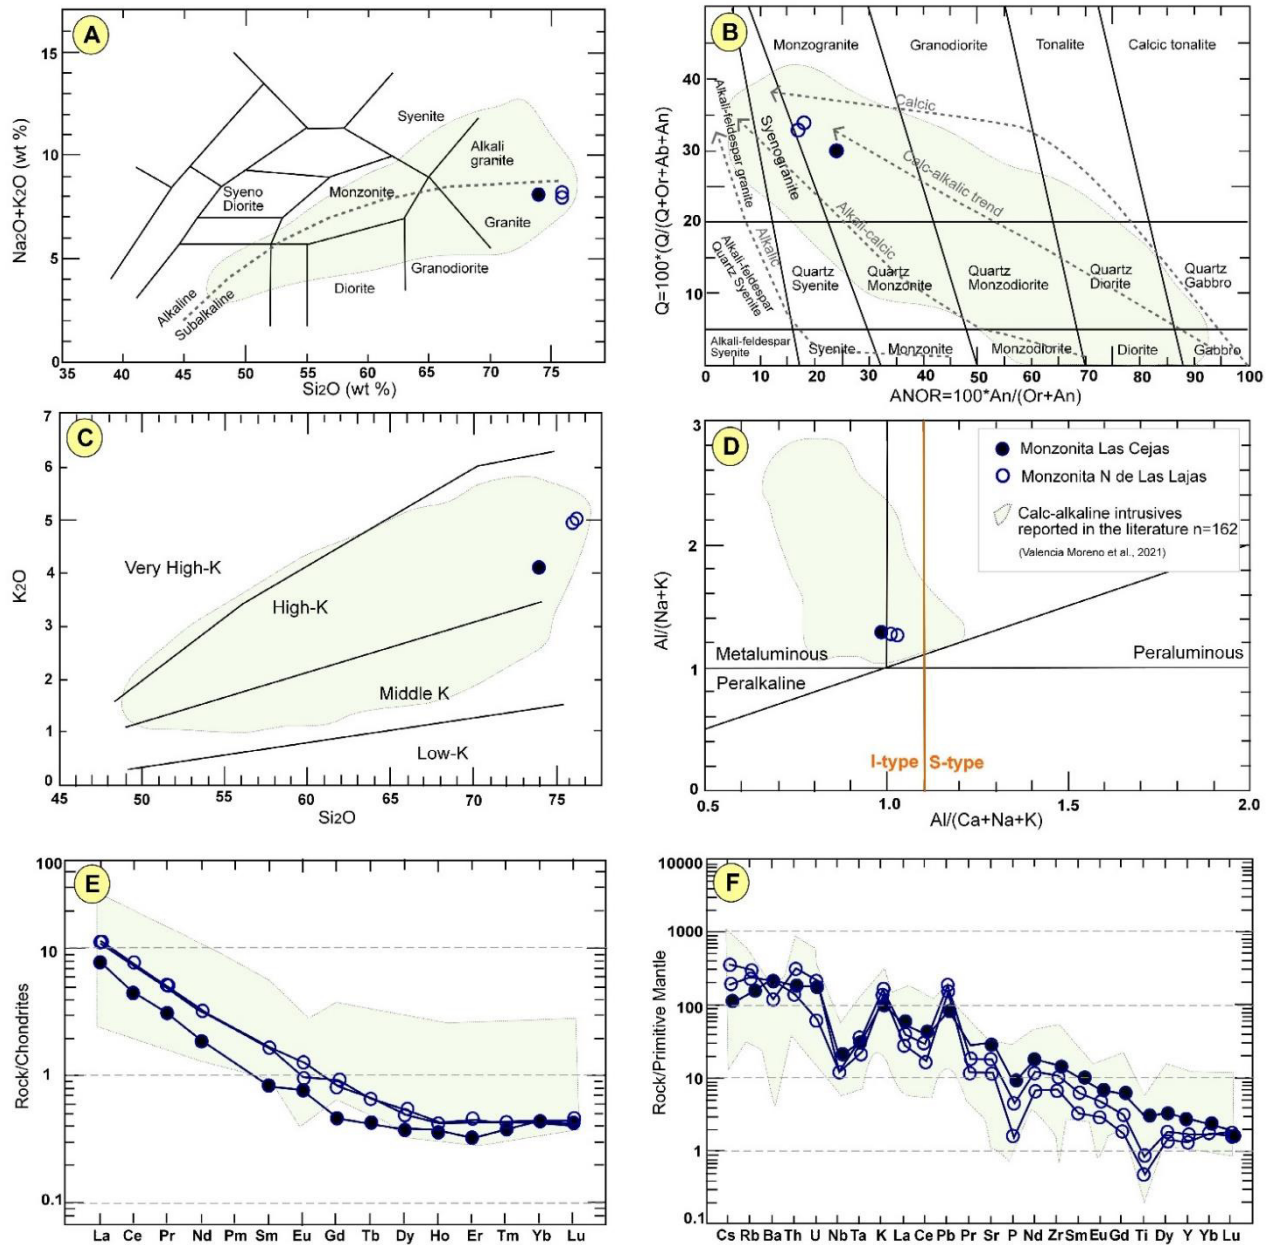 A
Na2O+K2O (wt %)
15
10
5
0
Syenite
Alkali
granite
Syeno
Diorite
Monzonite
Granite
Granodiorite
Diorite
Alkaline
Subalkaline
35 40 45 50 55 60 65 70 75
Si2O (wt %)
B
Q=100*(Q/(Q+Or+Ab+An)
40
30
20
10
Monzogranite
Granodiorite
Tonalite
Calcic tonalite
Alkali-feldespar granite
Syenogranite
Calcic
Calc-alkalic trend
Alkali-calcic
Alkalic
Alkali-feldespar
Quartz Syenite
Quartz
Syenite
Quartz
Monzonite
Quartz
Monzodiorite
Quartz
Diorite
Quartz
Gabbro
Alkali-feldespar
Syenite
Syenite
Monzonite
Monzodiorite
Diorite
Gabbro
0 10 20 30 40 50 60 70 80 90 100
ANOR=100*An/(Or+An)
C
K2O
7
6
5
4
3
2
1
0
Very High-K
High-K
Middle K
Low-K
45 50 55 60 65 70 75
Si2O
D
Al/(Na+K)
3
2
1
0
Monzonita Las Cejas
Monzonita N de Las Lajas
Calc-alkaline intrusives
reported in the literature n=162
(Valencia Moreno et al., 2021)
Metaluminous
Peraluminous
Peralkaline
I-type
S-type
0.5 1.0 1.5 2.0
Al/(Ca+Na+K)
E
Rock/Chondrites
100
10
1
0.1
La Ce Pr Nd Pm Sm Eu Gd Tb Dy Ho Er Tm Yb Lu
F
Rock/Primitive Mantle
10000
1000
100
10
1
0.1
Cs Rb Ba Th U Nb Ta K La Ce Pb Pr Sr P Nd Zr Sm Eu Gd Ti Dy Y Yb Lu